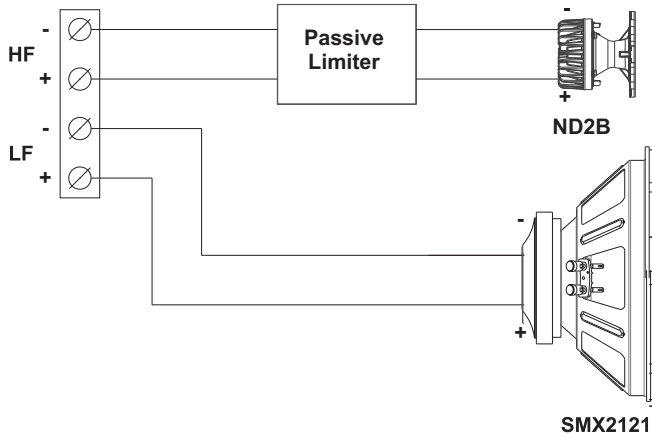 -
HF
+
-
LF
+
Passive
Limiter
-
+
ND2B
-
+
SMX2121